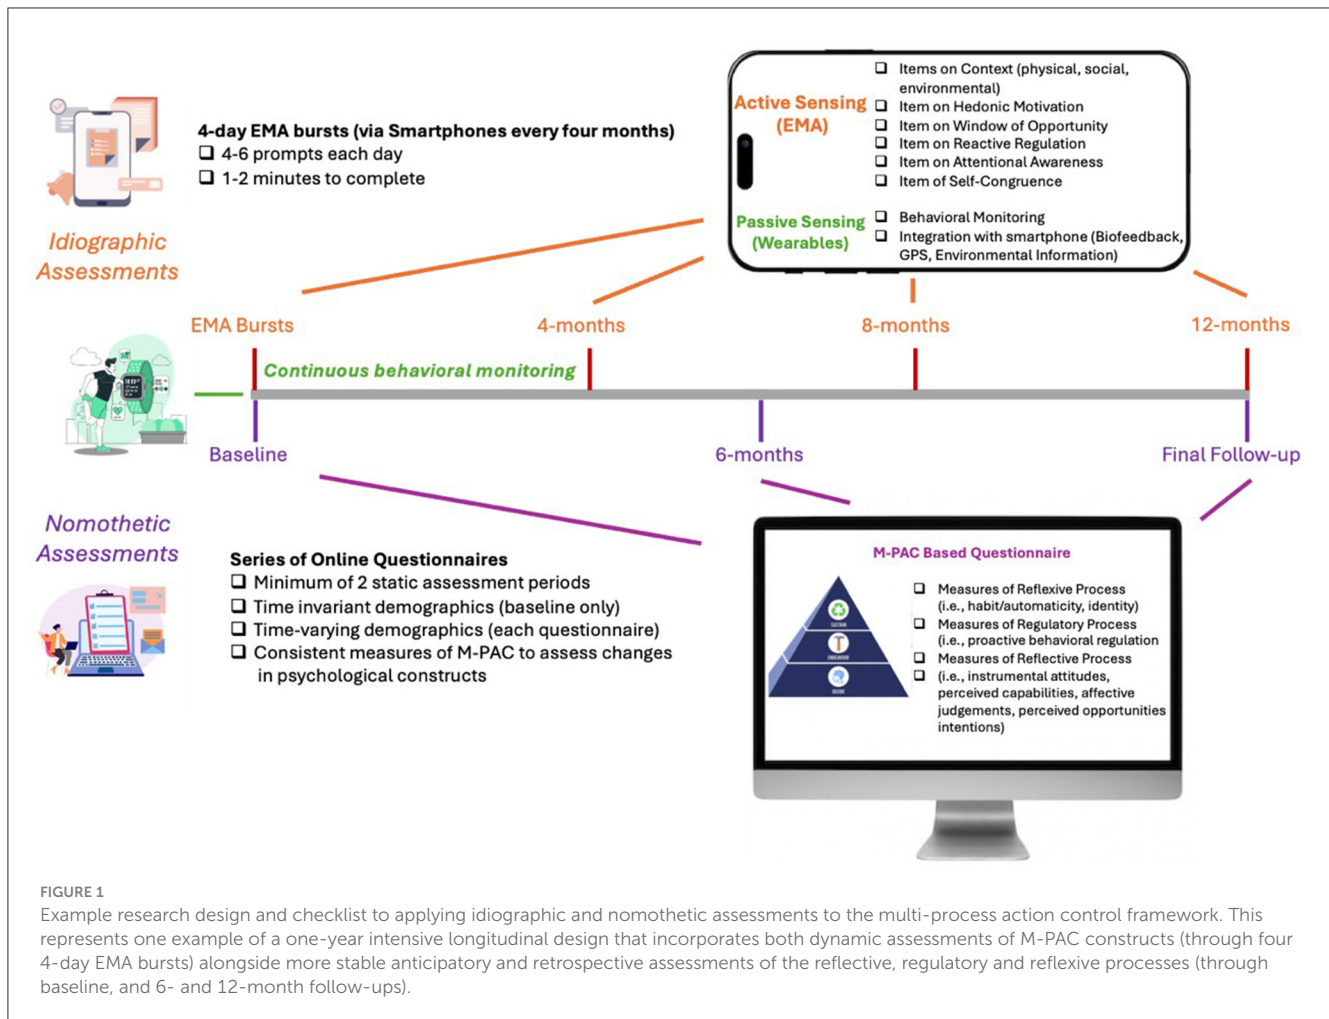 4-day EMA bursts (via Smartphones every four months)
❑ 4-6 prompts each day
❑ 1-2 minutes to complete
Idiographic
Assessments
Active Sensing
(EMA)
❑ Items on Context (physical, social,
environmental)
❑ Item on Hedonic Motivation
❑ Item on Window of Opportunity
❑ Item on Reactive Regulation
❑ Item on Attentional Awareness
❑ Item of Self-Congruence
Passive Sensing
(Wearables)
❑ Behavioral Monitoring
❑ Integration with smartphone (Biofeedback,
GPS, Environmental Information)
EMA Bursts
4-months
8-months
12-months
Continuous behavioral monitoring
Baseline
6-months
Final Follow-up
Nomothetic
Assessments
Series of Online Questionnaires
❑ Minimum of 2 static assessment periods
❑ Time invariant demographics (baseline only)
❑ Time-varying demographics (each questionnaire)
❑ Consistent measures of M-PAC to assess changes
in psychological constructs
M-PAC Based Questionnaire
❑ Measures of Reflexive Process
(i.e., habit/automaticity, identity)
❑ Measures of Regulatory Process
(i.e., proactive behavioral regulation
❑ Measures of Reflective Process
❑ (i.e., instrumental attitudes,
perceived capabilities, affective
judgements, perceived opportunities
intentions)
FIGURE 1
Example research design and checklist to applying idiographic and nomothetic assessments to the multi-process action control framework. This
represents one example of a one-year intensive longitudinal design that incorporates both dynamic assessments of M-PAC constructs (through four
4-day EMA bursts) alongside more stable anticipatory and retrospective assessments of the reflective, regulatory and reflexive processes (through
baseline, and 6- and 12-month follow-ups).